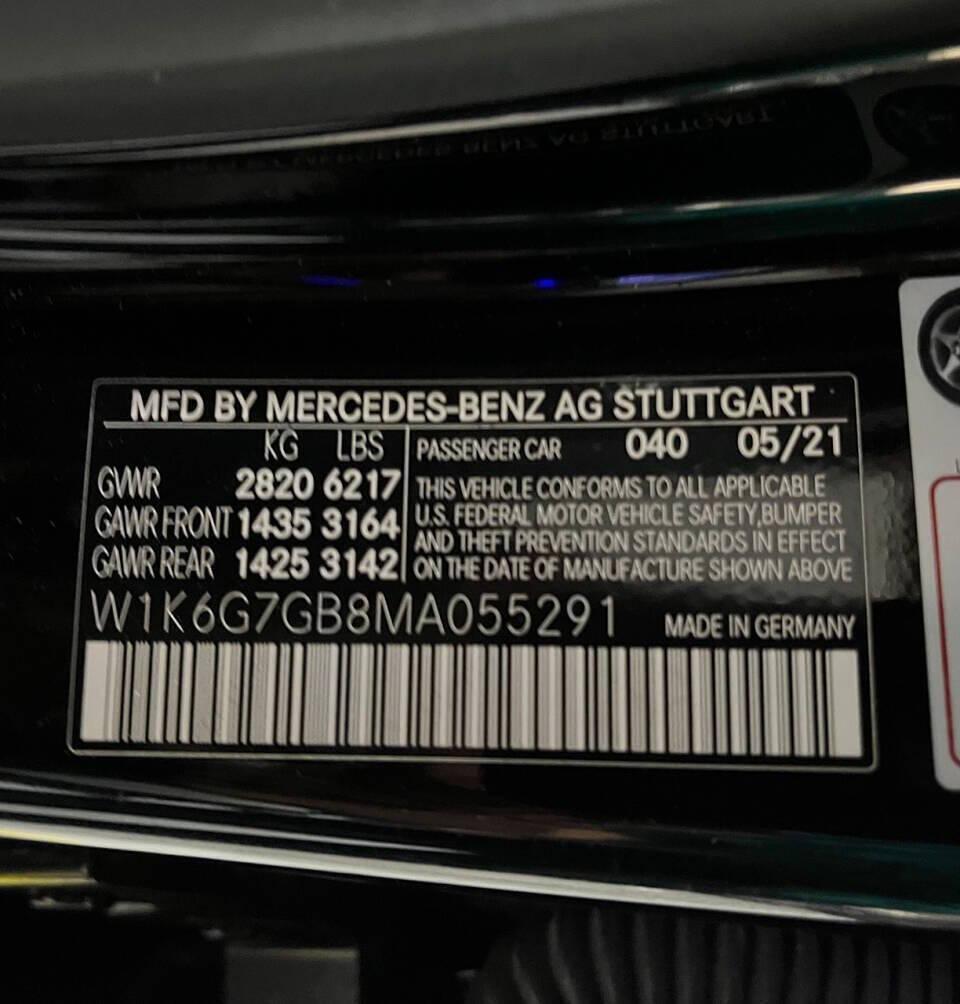 MFD BY MERCEDES-BENZ AG STUTTGART
KG LBS
GVWR 2820 6217
GAWR FRONT 1435 3164
GAWR REAR 1425 3142
PASSENGER CAR 040 05/21
THIS VEHICLE CONFORMS TO ALL APPLICABLE
U.S. FEDERAL MOTOR VEHICLE SAFETY,BUMPER
AND THEFT PREVENTION STANDARDS IN EFFECT
ON THE DATE OF MANUFACTURE SHOWN ABOVE
W1K6G7GB8MA055291 MADE IN GERMANY